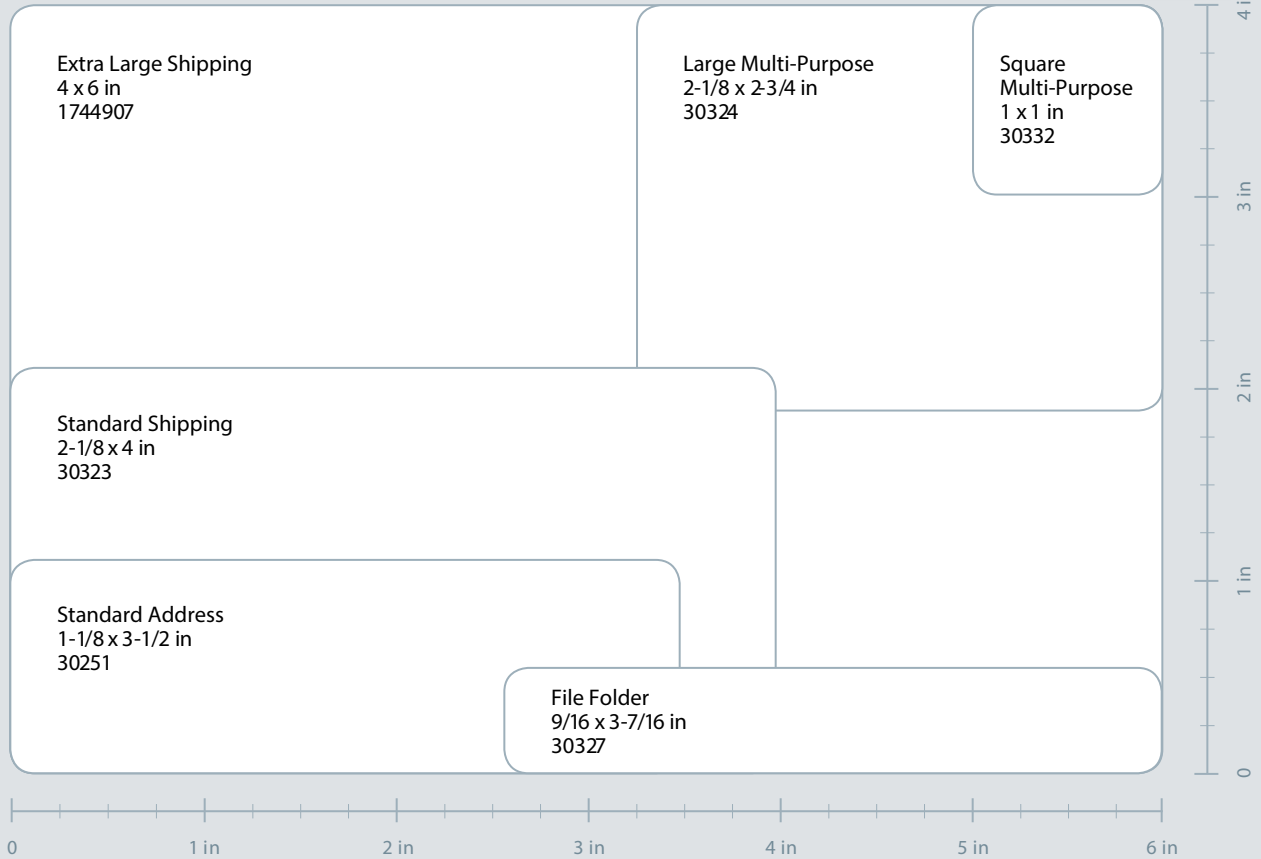 Extra Large Shipping
4 x 6 in
1744907
Large Multi-Purpose
2-1/8 x 2-3/4 in
30324
Square
Multi-Purpose
1 x 1 in
30332
Standard Shipping
2-1/8 x 4 in
30323
Standard Address
1-1/8 x 3-1/2 in
30251
File Folder
9/16 x 3-7/16 in
30327
4 in
3 in
2 in
1 in
0
0
1 in
2 in
3 in
4 in
5 in
6 in